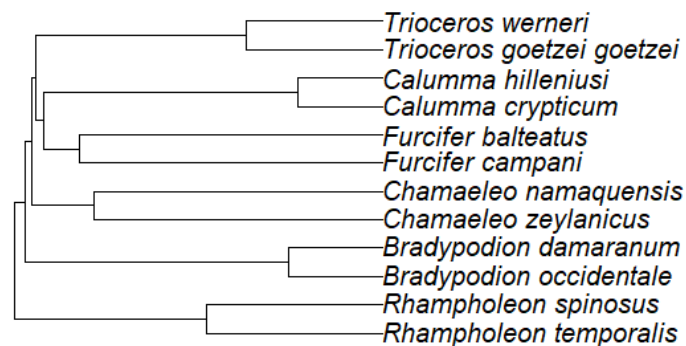 Trioceros werneri
Trioceros goetzei goetzei
Calumma hilleniusi
Calumma crypticum
Furcifer balteatus
Furcifer campani
Chamaeleo namaquensis
Chamaeleo zeylanicus
Bradypodion damaranum
Bradypodion occidentale
Rhampholeon spinosus
Rhampholeon temporalis